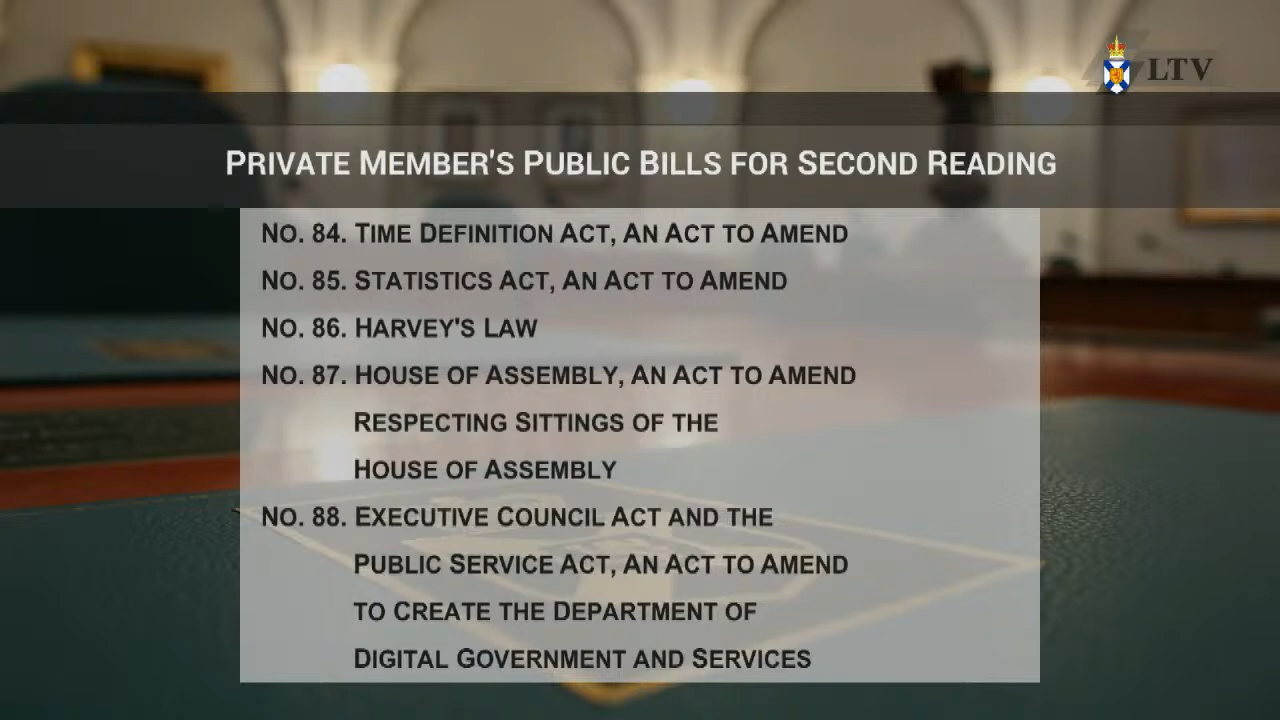 LTV
PRIVATE MEMBER'S PUBLIC BILLS FOR SECOND READING
NO. 84. TIME DEFINITION ACT, AN ACT TO AMEND
NO. 85. STATISTICS ACT, AN ACT TO AMEND
NO. 86. HARVEY'S LAW
NO. 87. HOUSE OF ASSEMBLY, AN ACT TO AMEND
RESPECTING SITTINGS OF THE
HOUSE OF ASSEMBLY
NO. 88. EXECUTIVE COUNCIL ACT AND THE
PUBLIC SERVICE ACT, AN ACT TO AMEND
TO CREATE THE DEPARTMENT OF
DIGITAL GOVERNMENT AND SERVICES